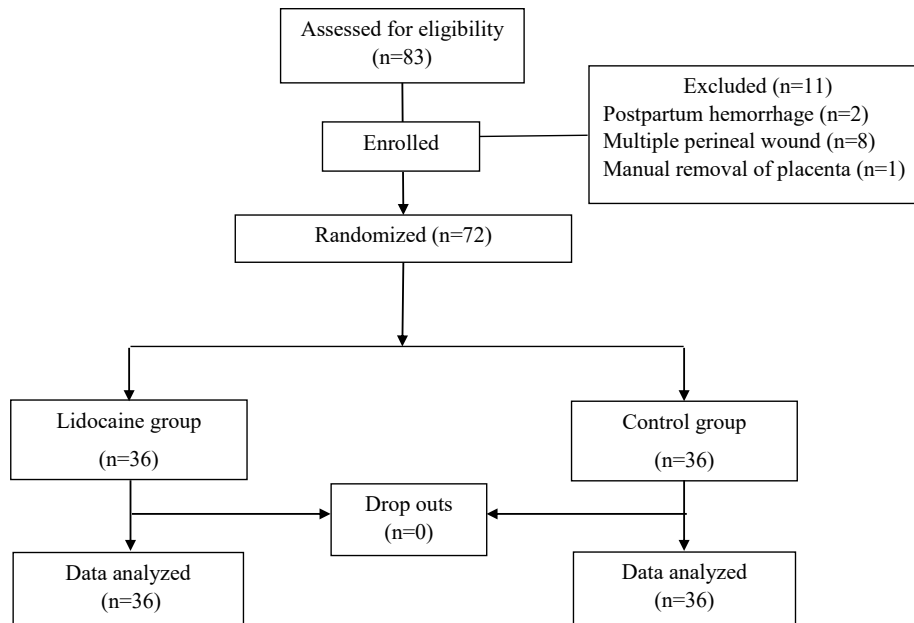 Assessed for eligibility
(n=83)
Excluded (n=11)
Postpartum hemorrhage (n=2)
Multiple perineal wound (n=8)
Manual removal of placenta (n=1)
Enrolled
Randomized (n=72)
Lidocaine group
(n=36)
Control group
(n=36)
Drop outs
(n=0)
Data analyzed
(n=36)
Data analyzed
(n=36)